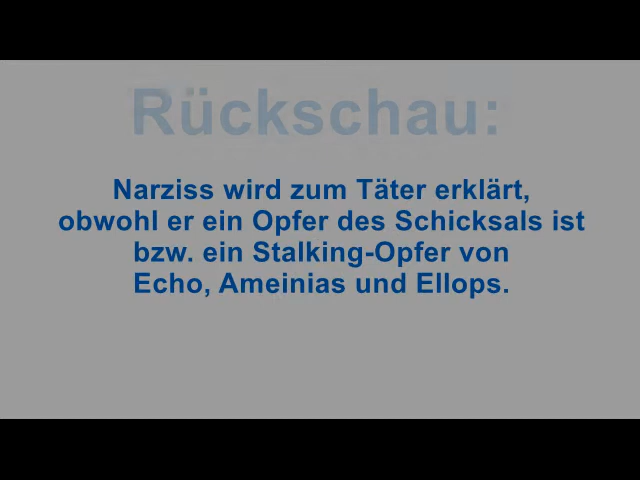 Rückschau:
Narziss wird zum Täter erklärt,
obwohl er ein Opfer des Schicksals ist
bzw. ein Stalking-Opfer von
Echo, Ameinias und Ellops.